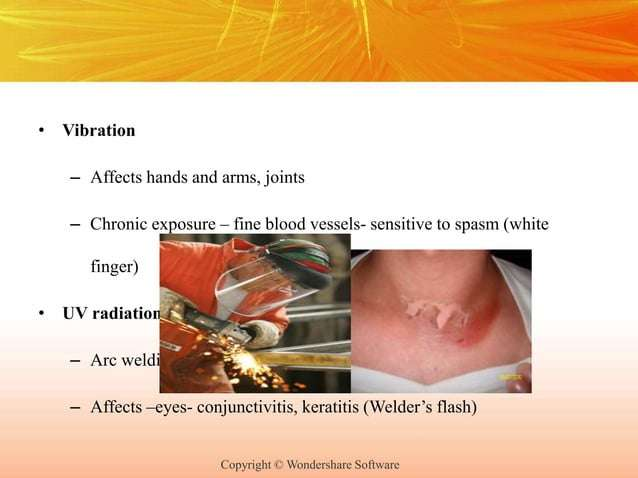 • Vibration
– Affects hands and arms, joints
– Chronic exposure – fine blood vessels- sensitive to spasm (white
finger)
• UV radiation
– Arc
– Affects –eyes- conjunctivitis, keratitis (Welder’s flash)
Copyright © Wondershare Software